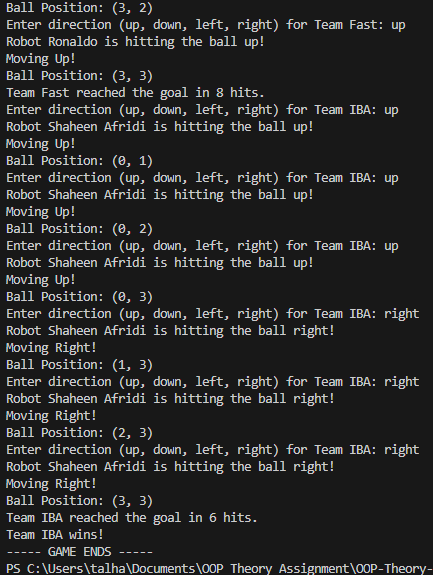 Ball Position: (3, 2)
Enter direction (up, down, left, right) for Team Fast: up
Robot Ronaldo is hitting the ball up!
Moving Up!
Ball Position: (3, 3)
Team Fast reached the goal in 8 hits.
Enter direction (up, down, left, right) for Team IBA: up
Robot Shaheen Afridi is hitting the ball up!
Moving Up!
Ball Position: (0, 1)
Enter direction (up, down, left, right) for Team IBA: up
Robot Shaheen Afridi is hitting the ball up!
Moving Up!
Ball Position: (0, 2)
Enter direction (up, down, left, right) for Team IBA: up
Robot Shaheen Afridi is hitting the ball up!
Moving Up!
Ball Position: (0, 3)
Enter direction (up, down, left, right) for Team IBA: right
Robot Shaheen Afridi is hitting the ball right!
Moving Right!
Ball Position: (1, 3)
Enter direction (up, down, left, right) for Team IBA: right
Robot Shaheen Afridi is hitting the ball right!
Moving Right!
Ball Position: (2, 3)
Enter direction (up, down, left, right) for Team IBA: right
Robot Shaheen Afridi is hitting the ball right!
Moving Right!
Ball Position: (3, 3)
Team IBA reached the goal in 6 hits.
Team IBA wins!
----- GAME ENDS -----
PS C:\Users\talha\Documents\OOP Theory Assignment\OOP-Theory-